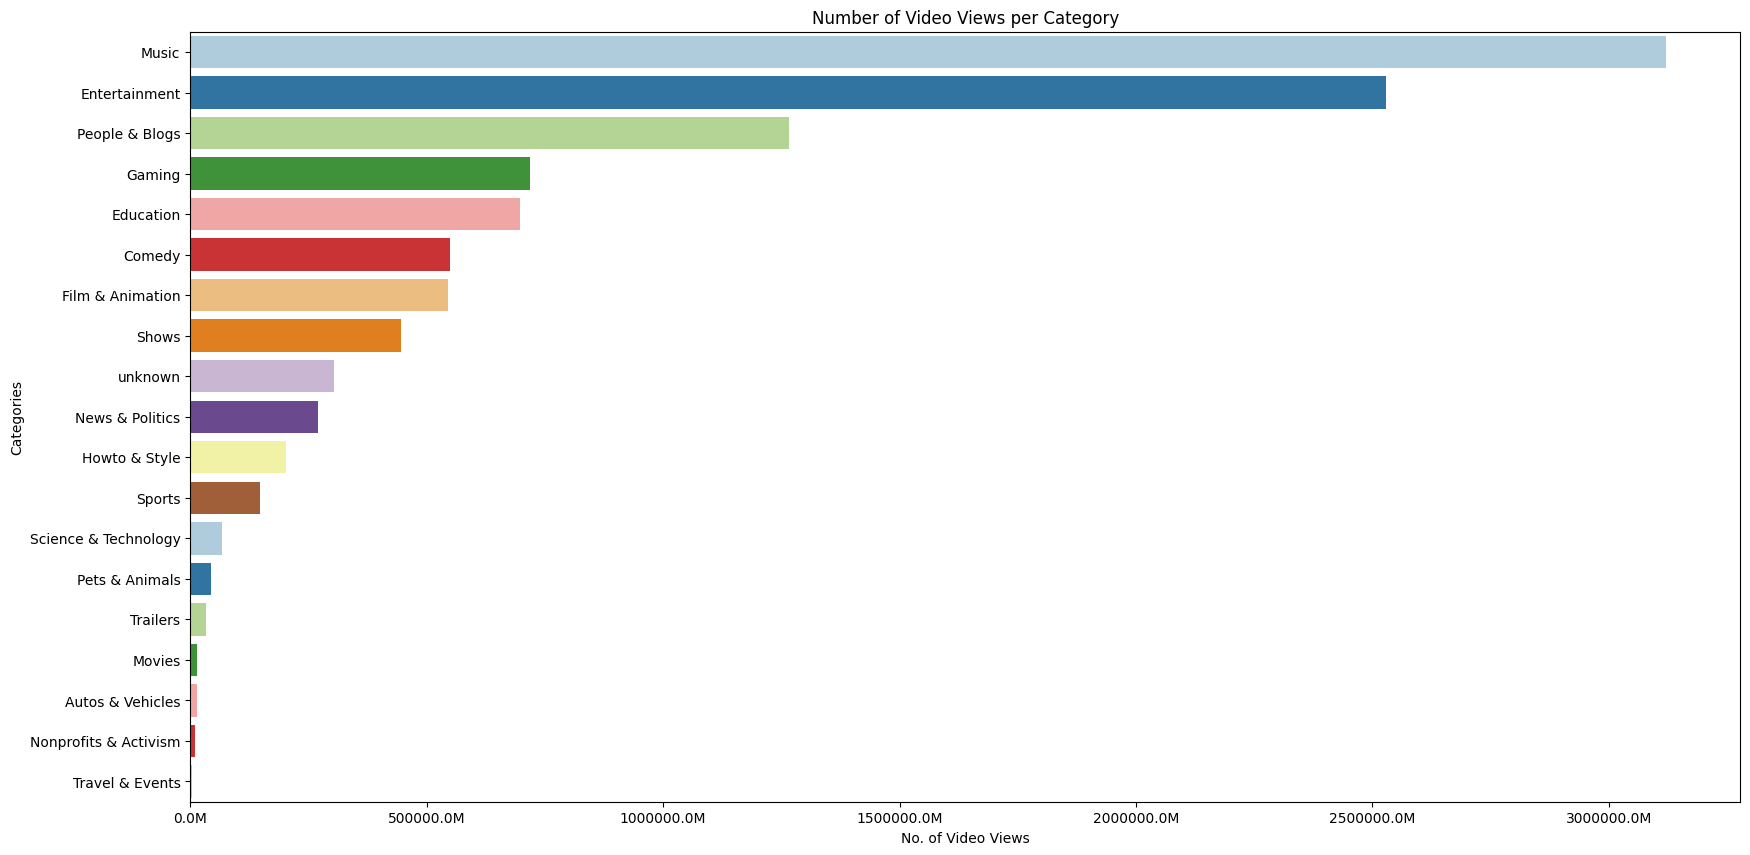 Number of Video Views per Category
Categories
Music
Entertainment
People & Blogs
Gaming
Education
Comedy
Film & Animation
Shows
unknown
News & Politics
Howto & Style
Sports
Science & Technology
Pets & Animals
Trailers
Movies
Autos & Vehicles
Nonprofits & Activism
Travel & Events
0.0M 500000.0M 1000000.0M 1500000.0M 2000000.0M 2500000.0M 3000000.0M
No. of Video Views